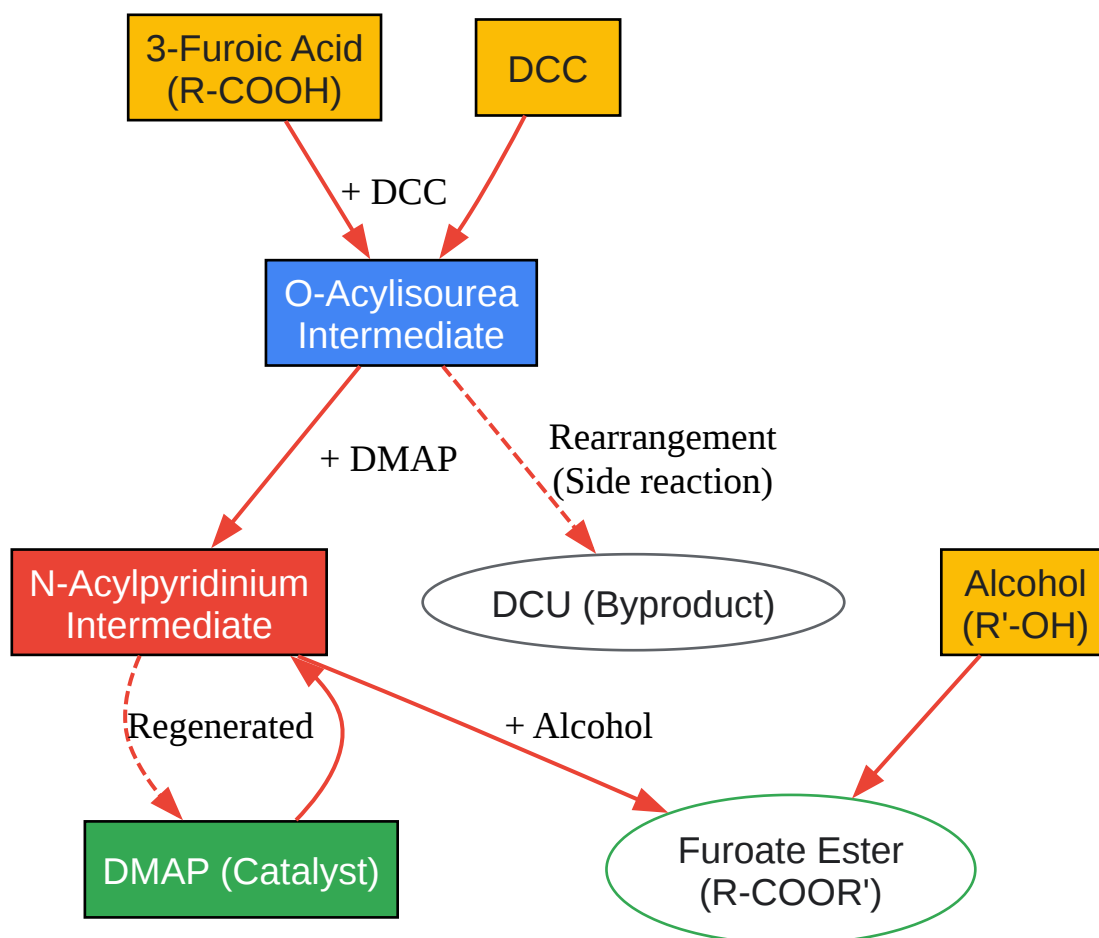 3-Furoic Acid
(R-COOH)
DCC
+ DCC
O-Acylisourea
Intermediate
+ DMAP
Rearrangement
(Side reaction)
N-Acylpyridinium
Intermediate
DCU (Byproduct)
Alcohol
(R'-OH)
Regenerated
+ Alcohol
DMAP (Catalyst)
Furoate Ester
(R-COOR')